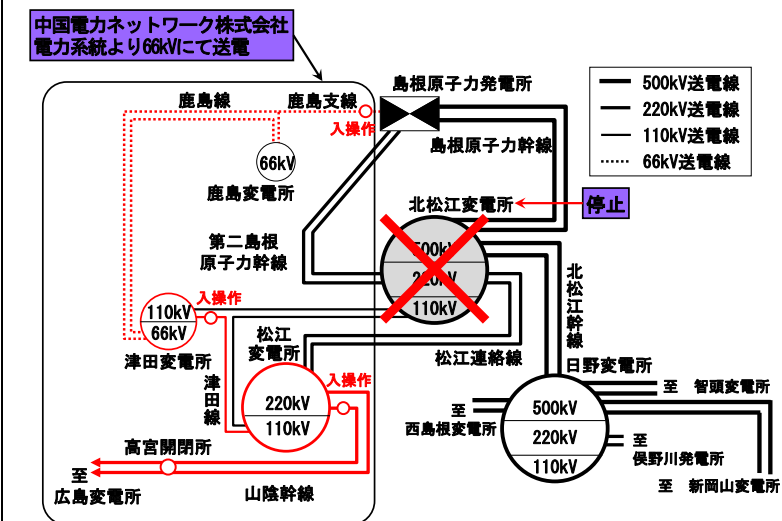 中国電力ネットワーク株式会社
電力系統より66kVにて送電
鹿島線
鹿島支線
入操作
島根原子力発電所
500kV送電線
220kV送電線
110kV送電線
66kV送電線
島根原子力幹線
66kV
鹿島変電所
北松江変電所
停止
第二島根
原子力幹線
500kV
220kV
110kV
北松江幹線
入操作
110kV
66kV
津田変電所
松江
変電所
松江連絡線
日野変電所
津田線
入操作
220kV
110kV
至 智頭変電所
至
西島根変電所
500kV
220kV
110kV
至
俣野川発電所
高宮開閉所
至
広島変電所
山陰幹線
至 新岡山変電所